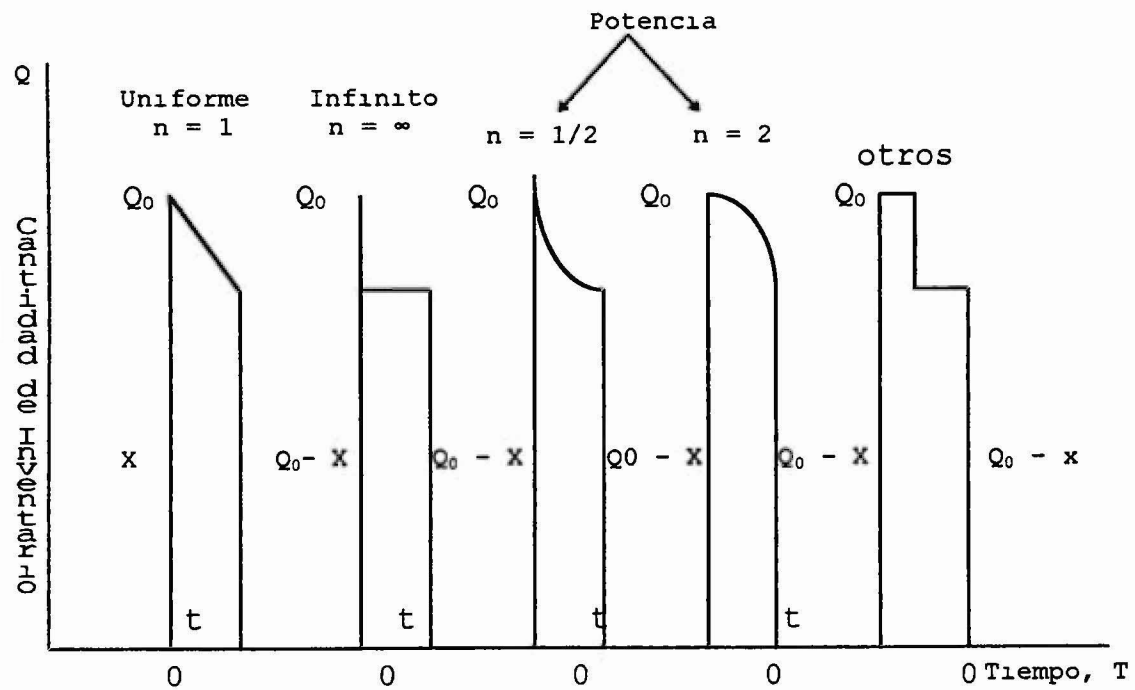 Potencia
Q
Uniforme
n = 1
Infinito
n = ∞
n = 1/2
n = 2
otros
Q₀
Q₀
Q₀
Q₀
Q₀
Cantidad de Inventario
X
Q₀- X
Q₀ - X
Q0 - X
Q₀ - X
Q₀ - x
t
t
t
t
0
0
0
0
0
Tiempo, T